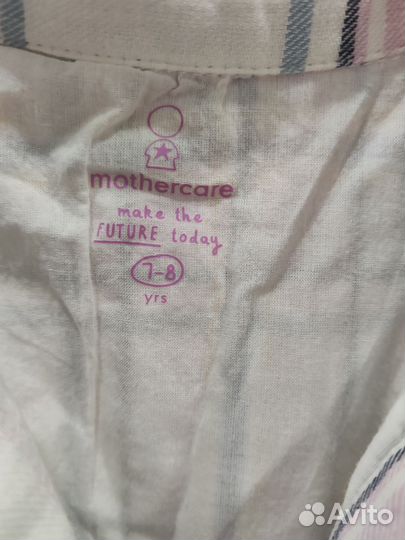 mothercare
make the
FUTURE today
7-8
yrs
Avito